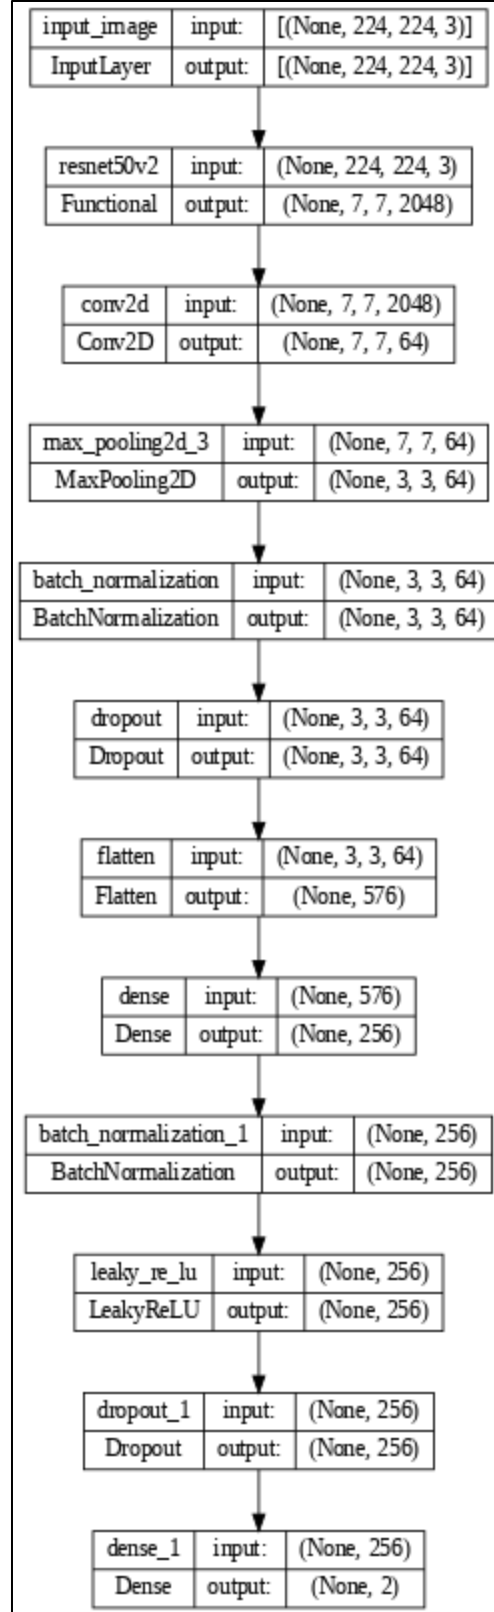 input_image input: [(None, 224, 224, 3)]
InputLayer output: [(None, 224, 224, 3)]
resnet50v2 input: (None, 224, 224, 3)
Functional output: (None, 7, 7, 2048)
conv2d input: (None, 7, 7, 2048)
Conv2D output: (None, 7, 7, 64)
max_pooling2d_3 input: (None, 7, 7, 64)
MaxPooling2D output: (None, 3, 3, 64)
batch_normalization input: (None, 3, 3, 64)
BatchNormalization output: (None, 3, 3, 64)
dropout input: (None, 3, 3, 64)
Dropout output: (None, 3, 3, 64)
flatten input: (None, 3, 3, 64)
Flatten output: (None, 576)
dense input: (None, 576)
Dense output: (None, 256)
batch_normalization_1 input: (None, 256)
BatchNormalization output: (None, 256)
leaky_re_lu input: (None, 256)
LeakyReLU output: (None, 256)
dropout_1 input: (None, 256)
Dropout output: (None, 256)
dense_1 input: (None, 256)
Dense output: (None, 2)